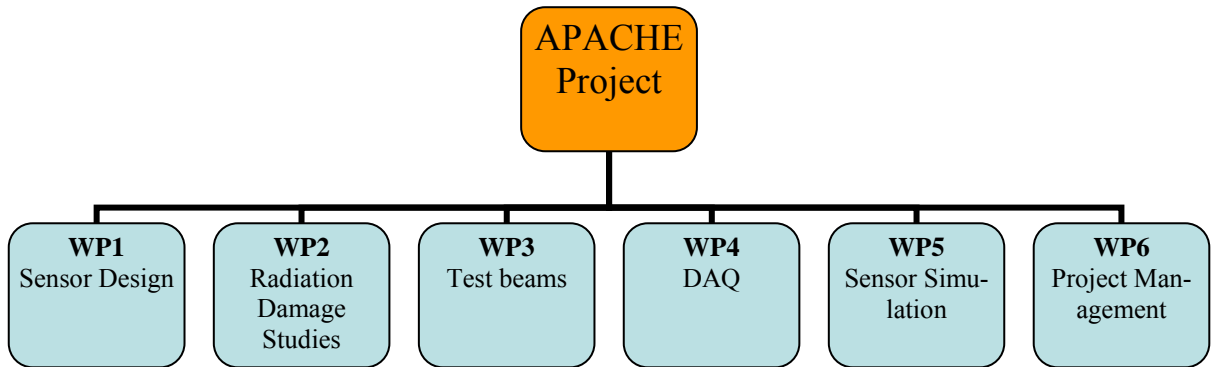 APACHE
Project
WP1
Sensor Design
WP2
Radiation
Damage
Studies
WP3
Test beams
WP4
DAQ
WP5
Sensor Simu-
lation
WP6
Project Man-
agement